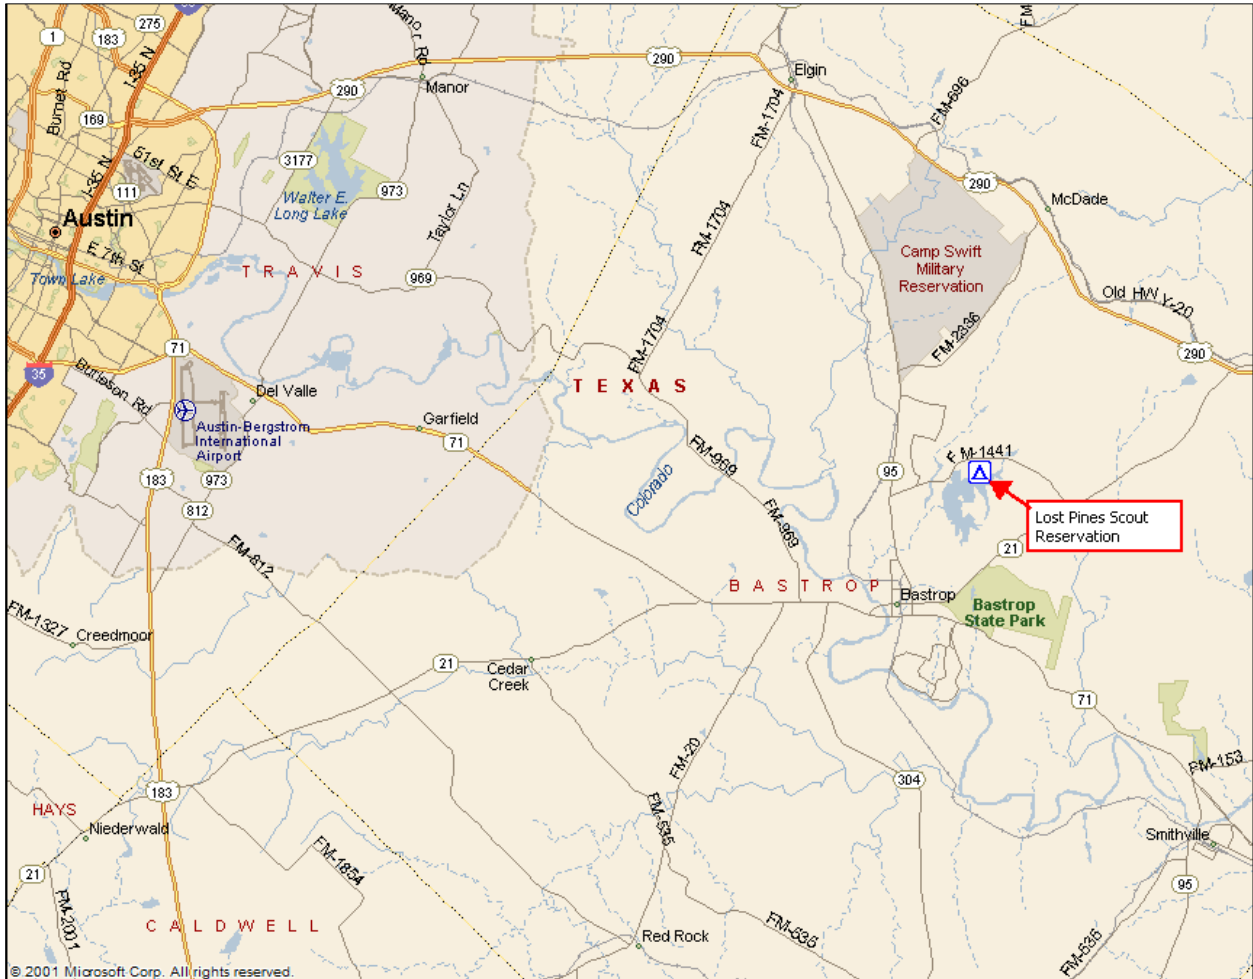 275
183
1
Burnet Rd
I-35 N
Manor Rd
290
290
Manor
Elgin
FM-
FM-696
FM-1704
169
51st St E
I-35 N
111
3177
973
Walter E.
Long Lake
Taylor Ln
290
McDade
Austin
E 7th St
Town Lake
T R A V I S
969
FM-1704
Camp Swift
Military
Reservation
Old HWY-20
FM-2336
290
FM-1704
71
35
Burleson Rd
Del Valle
T E X A S
Austin-Bergstrom
International
Airport
Garfield
71
183
973
812
FM-812
Colorado
FM-969
FM-969
95
FM-1441
Lost Pines Scout
Reservation
21
B A S T R O P
Bastrop
Bastrop
State Park
FM-1327
Creedmoor
21
Cedar
Creek
71
FM-20
304
FM-153
183
HAYS
Niederwald
FM-535
Smithville
21
FM-1854
95
FM-2001
C A L D W E L L
Red Rock
FM-535
FM-535
© 2001 Microsoft Corp. All rights reserved.